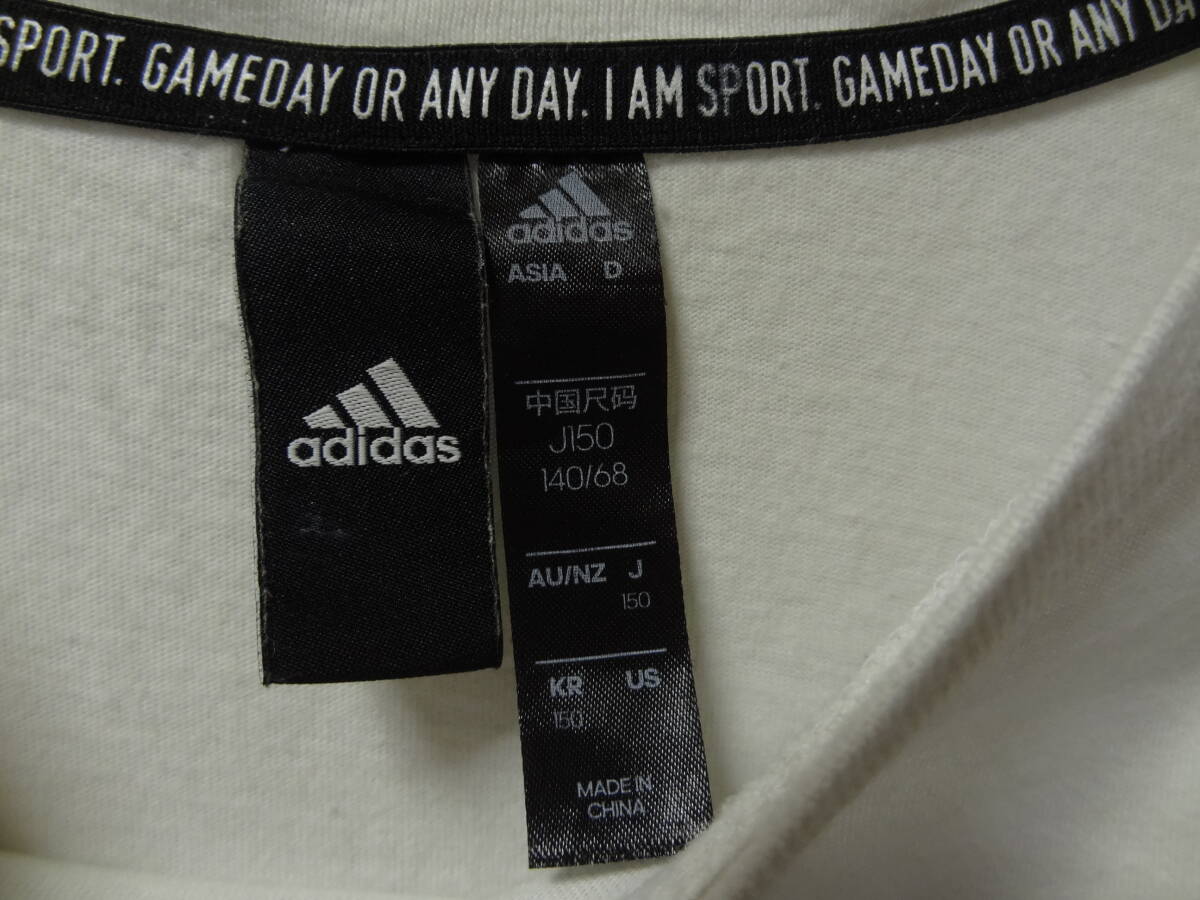 SPORT. GAMEDAY OR ANY DAY. I AM SPORT. GAMEDAY OR ANY DA
adidas
adidas
ASIA D
中国尺码
J150
140/68
AU/NZ J
150
KR US
150
MADE IN
CHINA